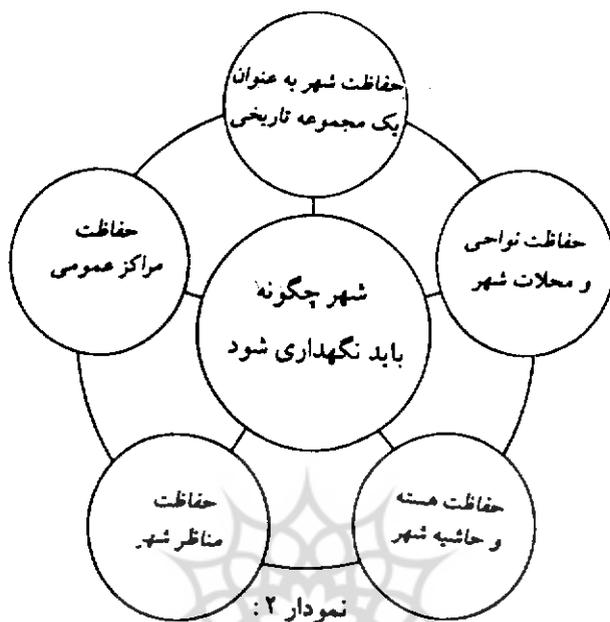 حفاظت شهر به عنوان
یک مجموعه تاریخی
حفاظت نواحی
و محلات شهر
حفاظت
مراکز عمومی
شهر چگونه
باید نگهداری شود
حفاظت هسته
و حاشیه شهر
حفاظت
مناظر شهر
نمودار ۲ :